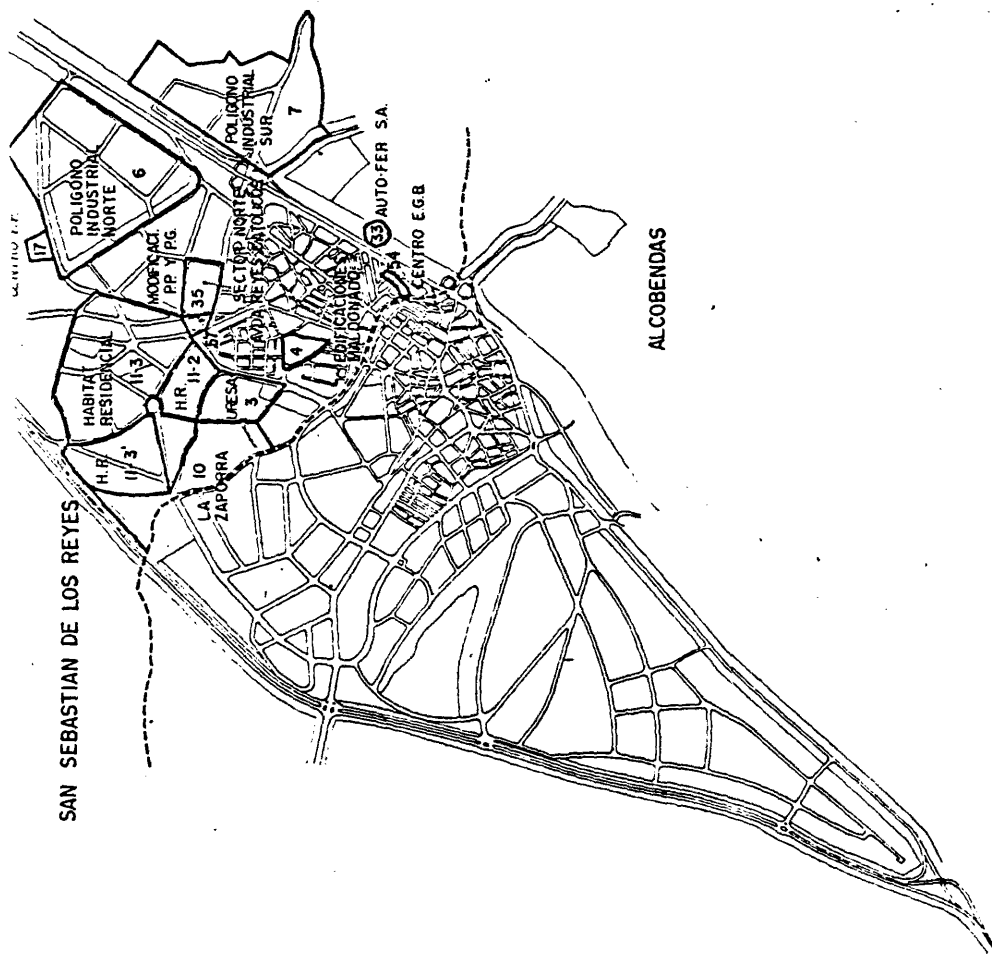 SAN SEBASTIAN DE LOS REYES
ALCOBENDAS
17
POLIGONO
INDUSTRIAL
NORTE
6
POLIGONO
INDUSTRIAL
SUR
7
MODIFICACI.
P.P. Y P.G.
35
SECTOR NORTE
AVDA REYES CATOLICOS
HABITAT
RESIDENCIAL
11-3
H.R.
11-2
H.R.
11-3'
URESA
3
4
EDIFICACIONES
MALDONADO
33 AUTO-FER S.A.
54
CENTRO E.G.B.
10
LA
ZAPORRA